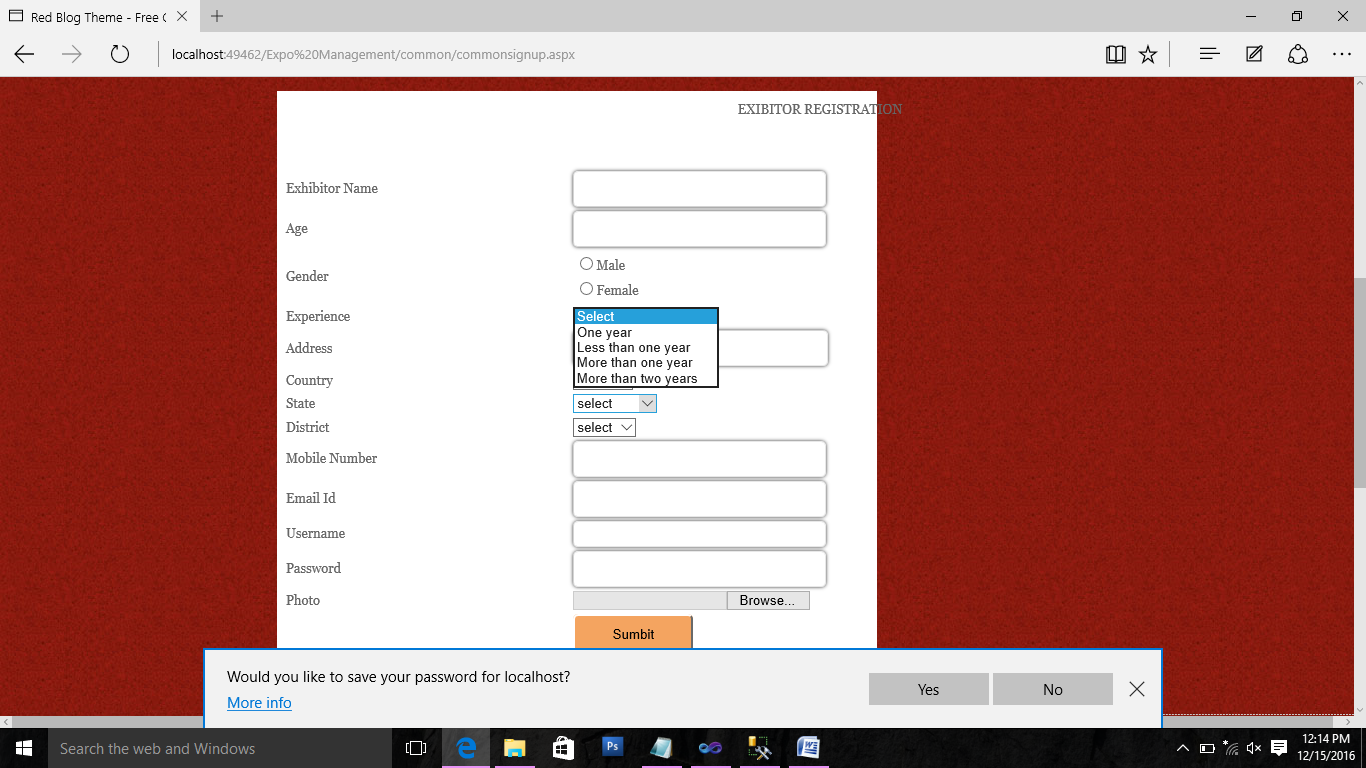 Red Blog Theme - Free C
localhost:49462/Expo%20Management/common/commonsignup.aspx
EXIBITOR REGISTRATION
Exhibitor Name
Age
Gender
Male
Female
Experience
Select
One year
Less than one year
More than one year
More than two years
Address
Country
State
select
District
select
Mobile Number
Email Id
Username
Password
Photo
Browse...
Sumbit
Would you like to save your password for localhost?
More info
Yes
No
Search the web and Windows
Ps
12:14 PM
12/15/2016